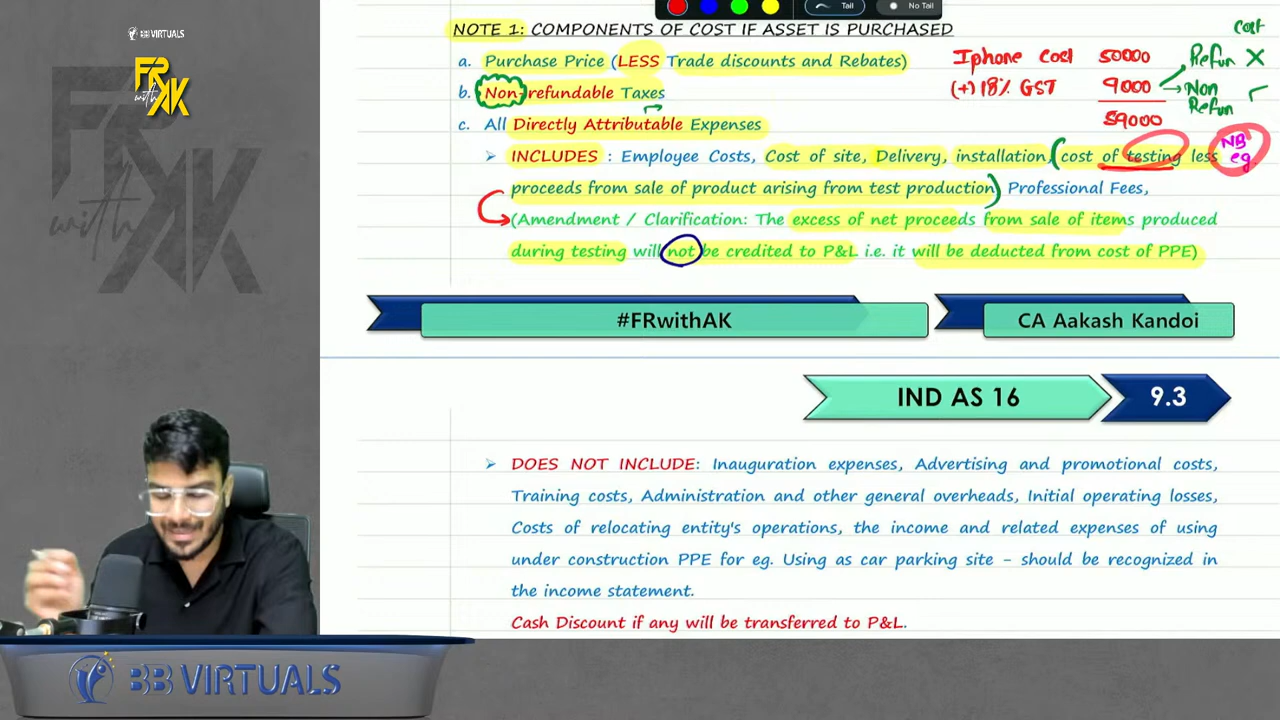 BB VIRTUALS
FR
with
AK
FR
with
AK
Tail
No Tail
NOTE 1: COMPONENTS OF COST IF ASSET IS PURCHASED
a. Purchase Price (LESS Trade discounts and Rebates)
b. Non-refundable Taxes
c. All Directly Attributable Expenses
Iphone Cost 50000
(+) 18% GST 9000
59000
Cost
Refun X
Non
Refun
➢ INCLUDES : Employee Costs, Cost of site, Delivery, installation, (cost of testing less
NB
eg
proceeds from sale of product arising from test production) Professional Fees,
(Amendment / Clarification: The excess of net proceeds from sale of items produced
during testing will not be credited to P&L i.e. it will be deducted from cost of PPE)
#FRwithAK
CA Aakash Kandoi
IND AS 16
9.3
➢ DOES NOT INCLUDE: Inauguration expenses, Advertising and promotional costs,
Training costs, Administration and other general overheads, Initial operating losses,
Costs of relocating entity's operations, the income and related expenses of using
under construction PPE for eg. Using as car parking site – should be recognized in
the income statement.
Cash Discount if any will be transferred to P&L.
BB VIRTUALS